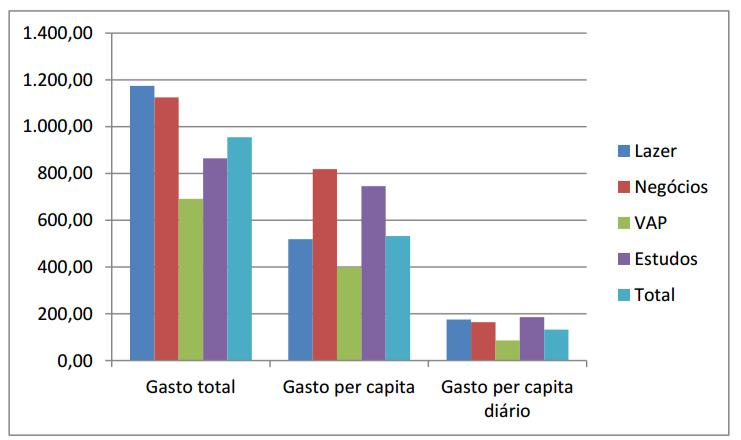 1.400,00
1.200,00
1.000,00
800,00
600,00
400,00
200,00
0,00
Gasto total
Gasto per capita
Gasto per capita
diário
Lazer
Negócios
VAP
Estudos
Total